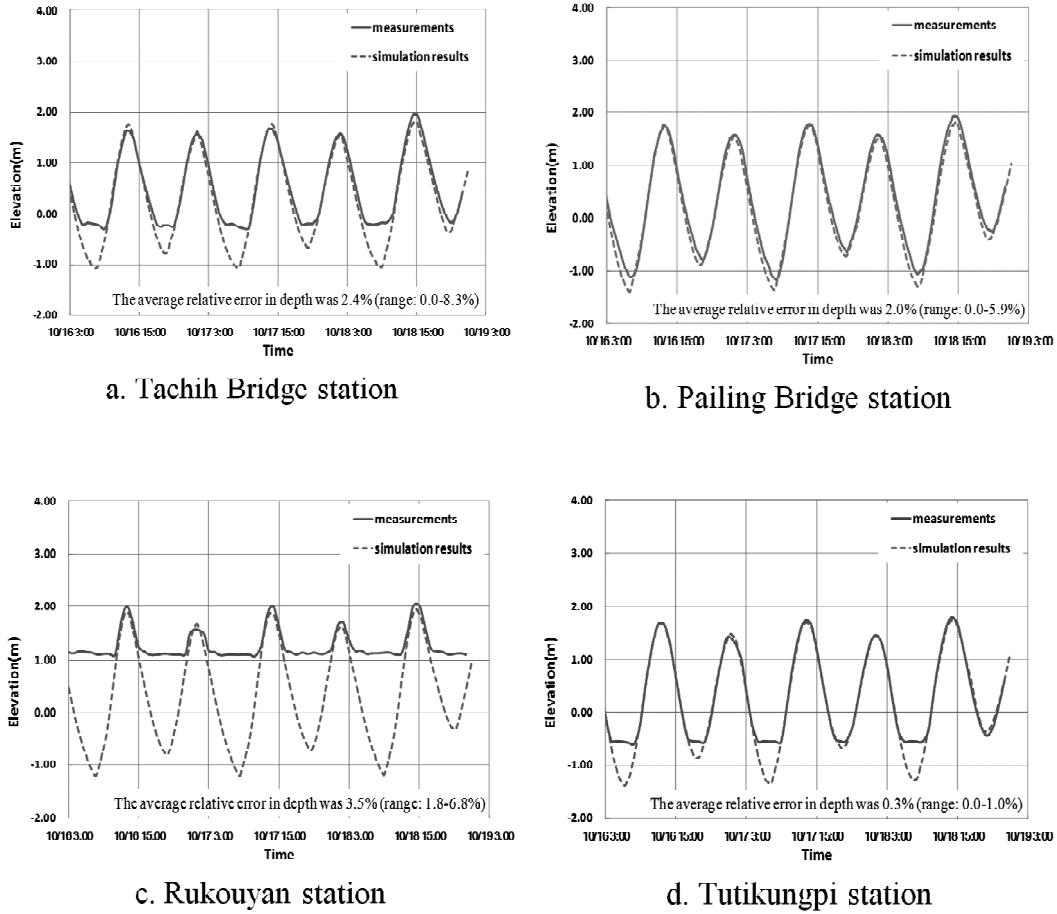 4.00
3.00
2.00
1.00
0.00
-1.00
-2.00
Elevation(m)
measurements
simulation results
The average relative error in depth was 2.4% (range: 0.0-8.3%)
10/16 3:00 10/16 15:00 10/17 3:00 10/17 15:00 10/18 3:00 10/18 15:00 10/19 3:00
Time
a. Tachih Bridge station
4.00
3.00
2.00
1.00
0.00
-1.00
-2.00
Elevation(m)
measurements
simulation results
The average relative error in depth was 2.0% (range: 0.0-5.9%)
10/16 3:00 10/16 15:00 10/17 3:00 10/17 15:00 10/18 3:00 10/18 15:00 10/19 3:00
Time
b. Pailing Bridge station
4.00
3.00
2.00
1.00
0.00
-1.00
-2.00
Elevation(m)
measurements
simulation results
The average relative error in depth was 3.5% (range: 1.8-6.8%)
10/16 3:00 10/16 15:00 10/17 3:00 10/17 15:00 10/18 3:00 10/18 15:00 10/19 3:00
Time
c. Rukouyan station
4.00
3.00
2.00
1.00
0.00
-1.00
-2.00
Elevation(m)
measurements
simulation results
The average relative error in depth was 0.3% (range: 0.0-1.0%)
10/16 3:00 10/16 15:00 10/17 3:00 10/17 15:00 10/18 3:00 10/18 15:00 10/19 3:00
Time
d. Tutikungpi station